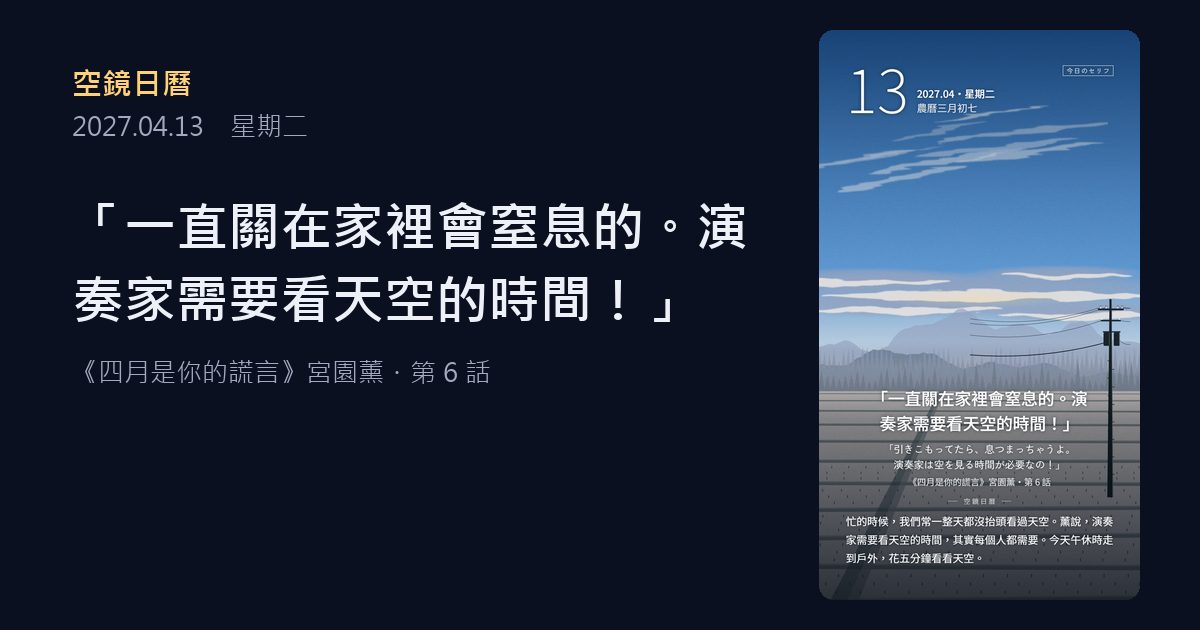 空鏡日曆
2027.04.13 星期二
「一直關在家裡會窒息的。演
奏家需要看天空的時間！」
《四月是你的謊言》宮園薰・第 6 話
13
2027.04・星期二
農曆三月初七
今日のセリフ
「一直關在家裡會窒息的。演
奏家需要看天空的時間！」
「引きこもってたら、息つまっちゃうよ。
演奏家は空を見る時間が必要なの！」
《四月是你的謊言》宮園薰・第 6 話
空鏡日曆
忙的時候，我們常一整天都沒抬頭看過天空。薰說，演奏
家需要看天空的時間，其實每個人都需要。今天午休時走
到戶外，花五分鐘看看天空。